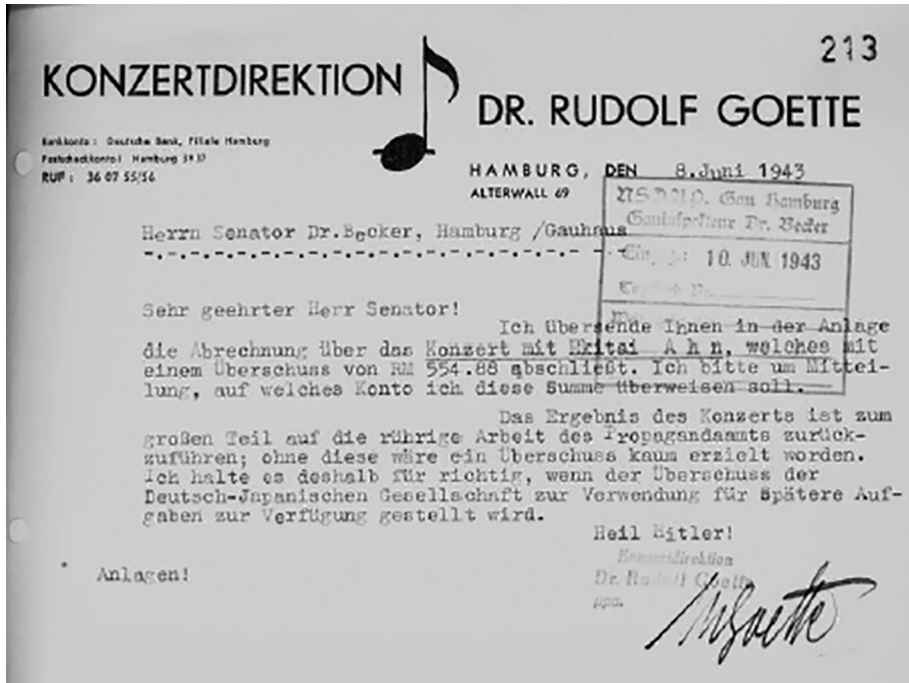 213
KONZERTDIREKTION
DR. RUDOLF GOETTE
Bankkonto: Deutsche Bank, Filiale Hamburg
Postscheckkonto: Hamburg 39 37
RUF: 36 07 55/56
HAMBURG, DEN 8.Juni 1943
ALTERWALL 69
NSDAP. Gau Hamburg
Gauinspekteur Dr. Becker
10. JUN. 1943
Herrn Senator Dr.Becker, Hamburg /Gauhaus
Sehr geehrter Herr Senator!
Ich übersende Ihnen in der Anlage
die Abrechnung über das Konzert mit Ekitai A h n, welches mit
einem Überschuss von RM 554.88 abschließt. Ich bitte um Mittei-
lung, auf welches Konto ich diese Summe überweisen soll.
Das Ergebnis des Konzerts ist zum
großen Teil auf die rührige Arbeit des Propagandaamts zurück-
zuführen; ohne diese wäre ein Überschuss kaum erzielt worden.
Ich halte es deshalb für richtig, wenn der Überschuss der
Deutsch-Japanischen Gesellschaft zur Verwendung für spätere Auf-
gaben zur Verfügung gestellt wird.
Heil Hitler!
Konzertdirektion
Dr. Rudolf Goette
ppa.
Anlagen!